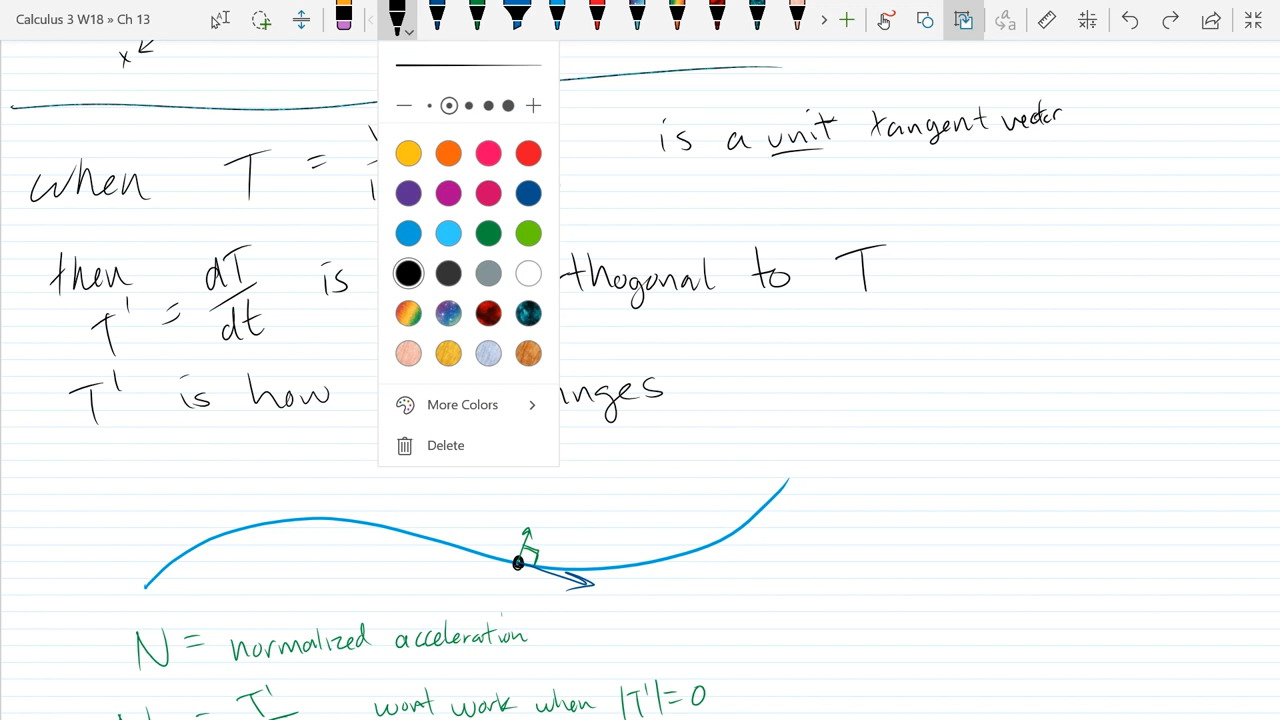 Calculus 3 W18 » Ch 13
x
is a unit tangent vector
when T =
then dT/dt is thogonal to T
T' =
T' is how nges
More Colors
Delete
N = normalized acceleration
= T' wont work when |T'|=0